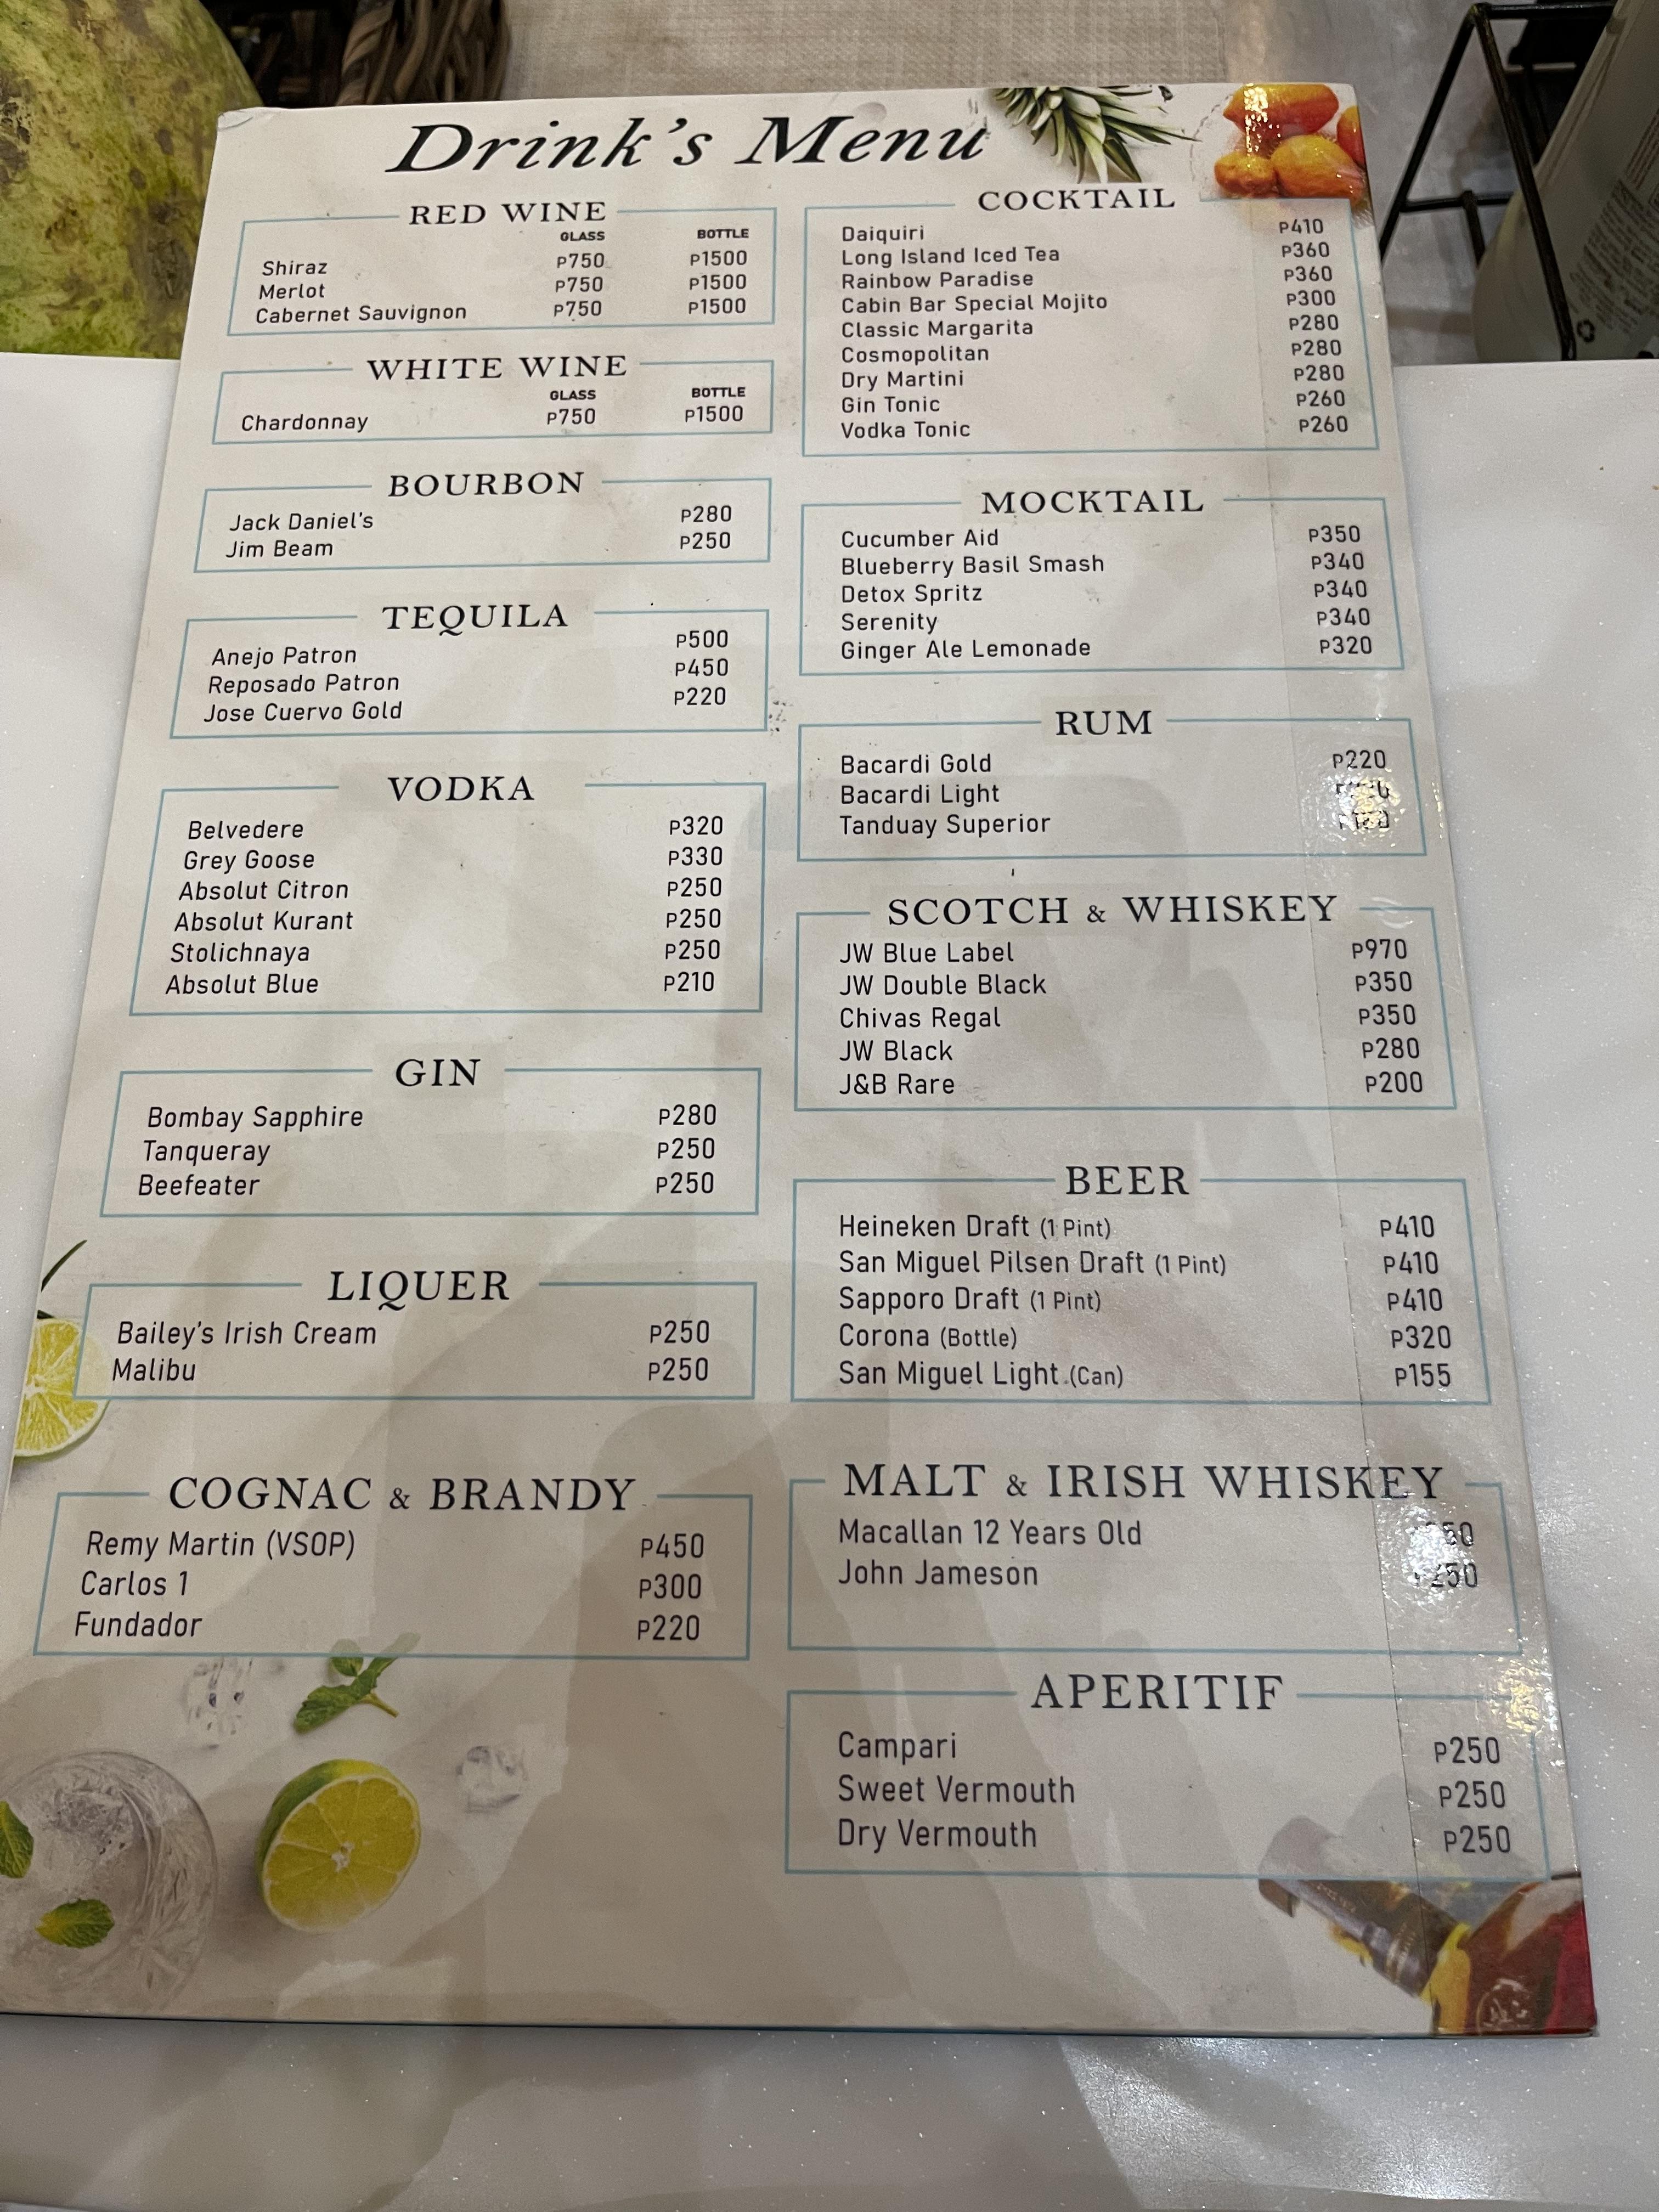 Drink's Menu
RED WINE
GLASS BOTTLE
Shiraz P750 P1500
Merlot P750 P1500
Cabernet Sauvignon P750 P1500
WHITE WINE
GLASS BOTTLE
Chardonnay P750 P1500
BOURBON
Jack Daniel's P280
Jim Beam P250
TEQUILA
Anejo Patron P500
Reposado Patron P450
Jose Cuervo Gold P220
VODKA
Belvedere P320
Grey Goose P330
Absolut Citron P250
Absolut Kurant P250
Stolichnaya P250
Absolut Blue P210
GIN
Bombay Sapphire P280
Tanqueray P250
Beefeater P250
LIQUER
Bailey's Irish Cream P250
Malibu P250
COGNAC & BRANDY
Remy Martin (VSOP) P450
Carlos 1 P300
Fundador P220
COCKTAIL
Daiquiri P410
Long Island Iced Tea P360
Rainbow Paradise P360
Cabin Bar Special Mojito P300
Classic Margarita P280
Cosmopolitan P280
Dry Martini P280
Gin Tonic P260
Vodka Tonic P260
MOCKTAIL
Cucumber Aid P350
Blueberry Basil Smash P340
Detox Spritz P340
Serenity P340
Ginger Ale Lemonade P320
RUM
Bacardi Gold P220
Bacardi Light
Tanduay Superior
SCOTCH & WHISKEY
JW Blue Label P970
JW Double Black P350
Chivas Regal P350
JW Black P280
J&B Rare P200
BEER
Heineken Draft (1 Pint) P410
San Miguel Pilsen Draft (1 Pint) P410
Sapporo Draft (1 Pint) P410
Corona (Bottle) P320
San Miguel Light (Can) P155
MALT & IRISH WHISKEY
Macallan 12 Years Old
John Jameson P250
APERITIF
Campari P250
Sweet Vermouth P250
Dry Vermouth P250